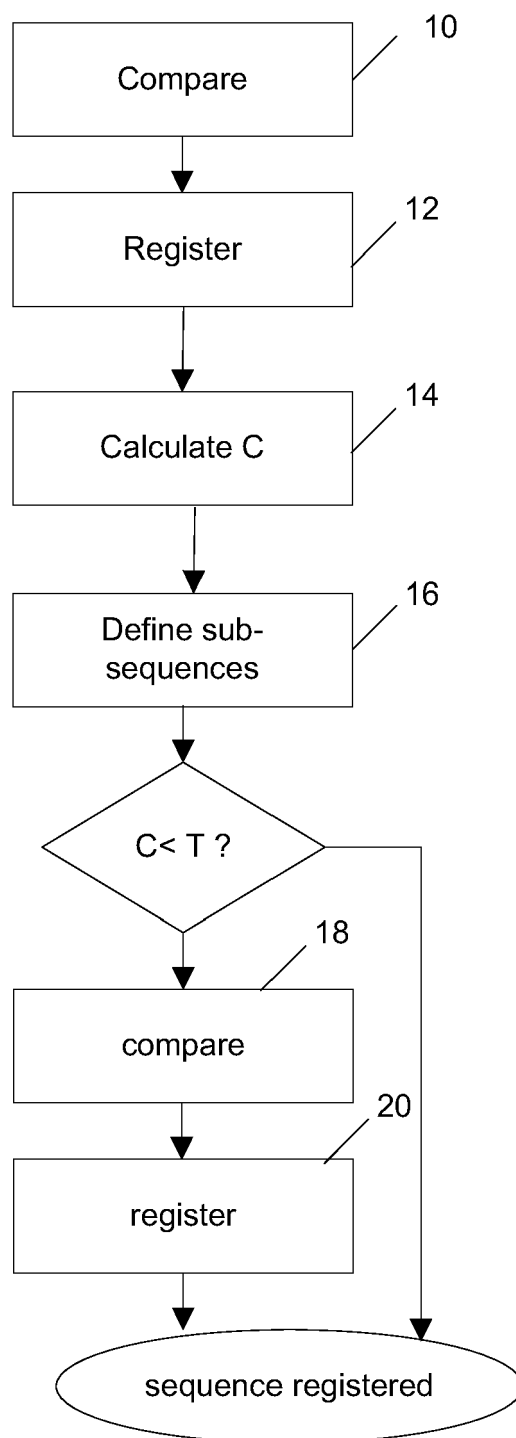 10
Compare
12
Register
14
Calculate C
16
Define sub-
sequences
C< T ?
18
compare
20
register
sequence registered